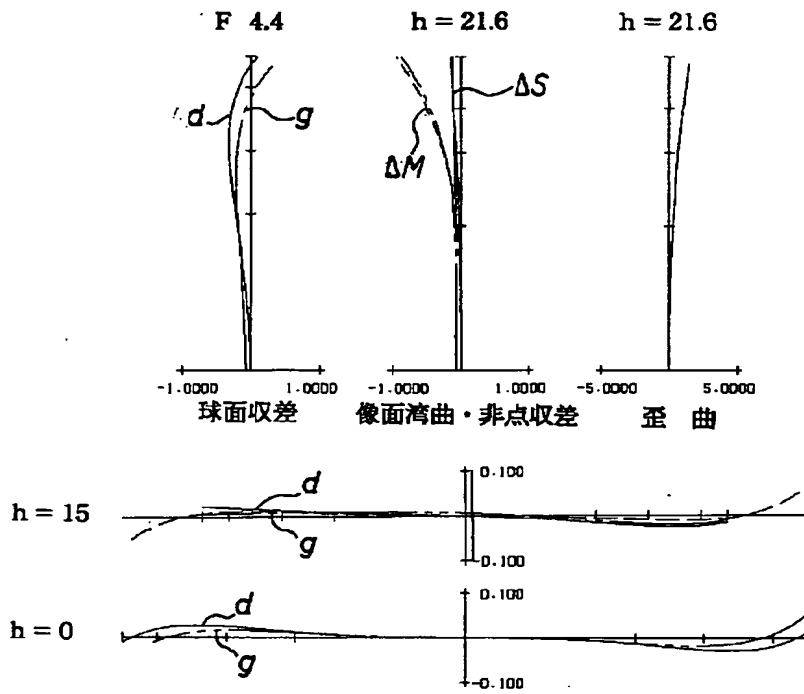 F 4.4
h = 21.6
h = 21.6
d
g
ΔS
ΔM
-1.0000
1.0000
-1.0000
1.0000
-5.0000
5.0000
球面収差
像面湾曲・非点収差
歪 曲
h = 15
d
g
0.100
-0.100
h = 0
d
g
0.100
-0.100